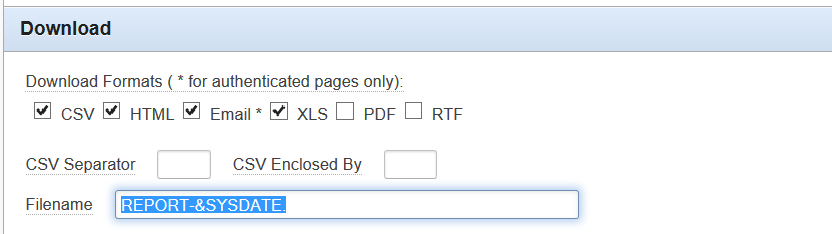 Download
Download Formats ( * for authenticated pages only):
CSV HTML Email * XLS PDF RTF
CSV Separator CSV Enclosed By
Filename REPORT-&SYSDATE.